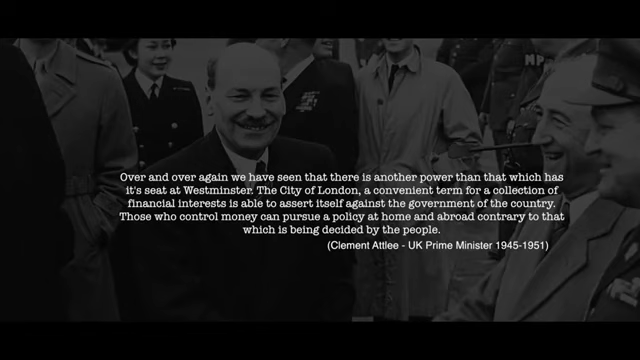 Over and over again we have seen that there is another power than that which has
it's seat at Westminster. The City of London, a convenient term for a collection of
financial interests is able to assert itself against the government of the country.
Those who control money can pursue a policy at home and abroad contrary to that
which is being decided by the people.
(Clement Attlee - UK Prime Minister 1945-1951)
NP